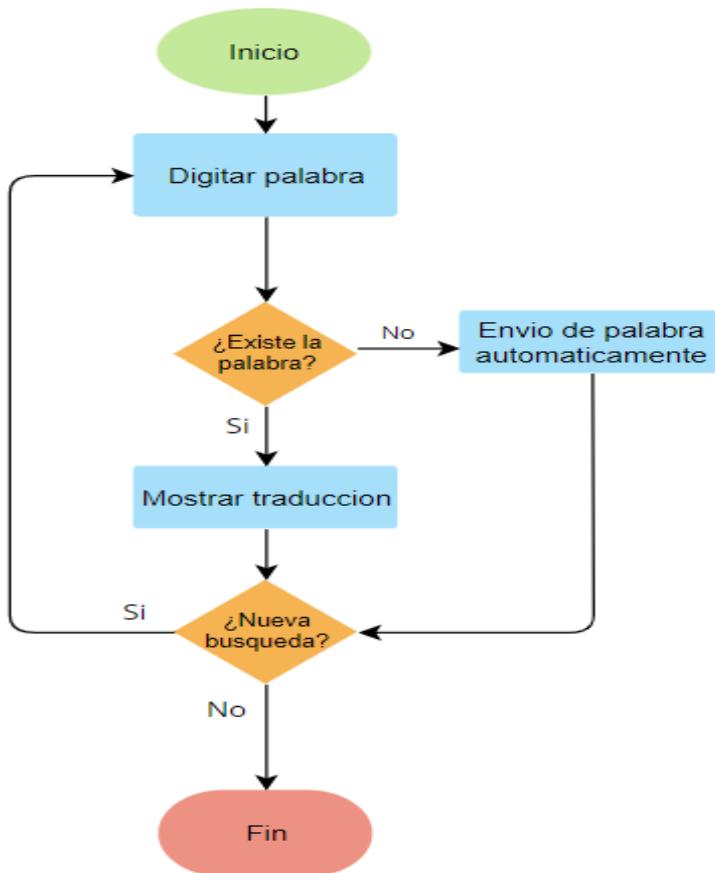 Inicio
Digitar palabra
¿Existe la
palabra?
No
Envio de palabra
automaticamente
Si
Mostrar traduccion
Si
¿Nueva
busqueda?
No
Fin